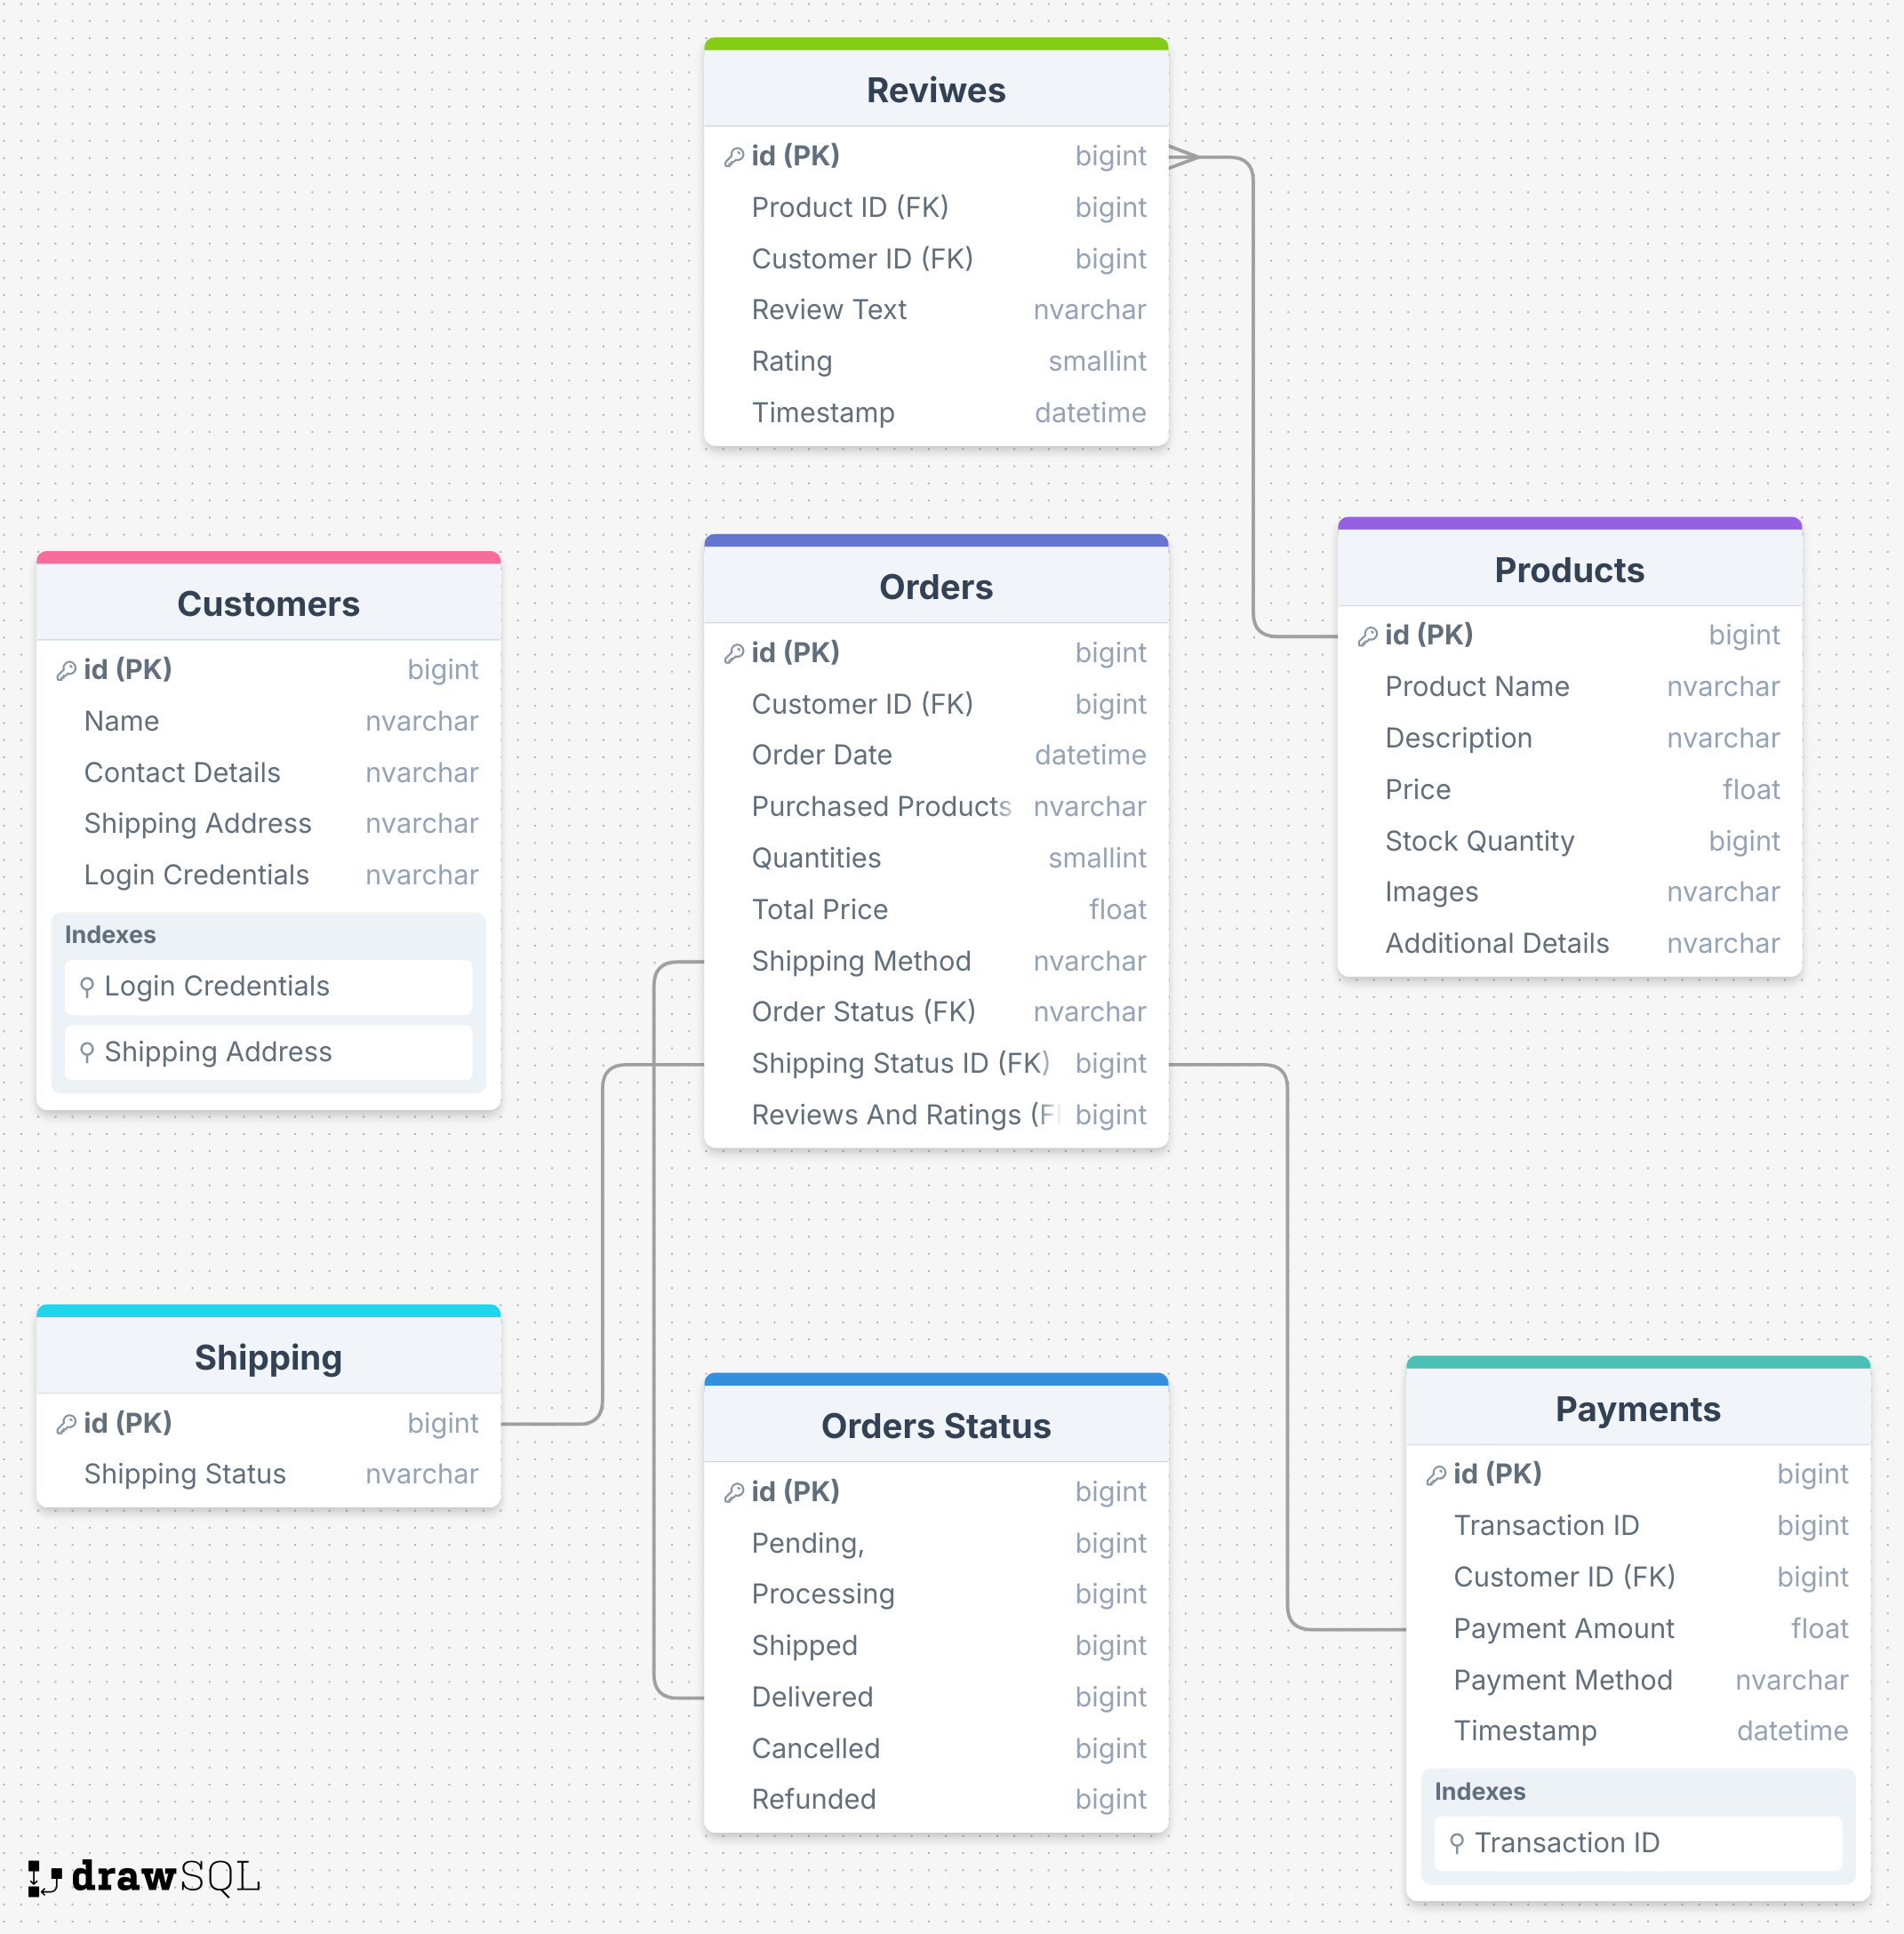 Reviwes
id (PK) bigint
Product ID (FK) bigint
Customer ID (FK) bigint
Review Text nvarchar
Rating smallint
Timestamp datetime
Customers
id (PK) bigint
Name nvarchar
Contact Details nvarchar
Shipping Address nvarchar
Login Credentials nvarchar
Indexes
Login Credentials
Shipping Address
Orders
id (PK) bigint
Customer ID (FK) bigint
Order Date datetime
Purchased Products nvarchar
Quantities smallint
Total Price float
Shipping Method nvarchar
Order Status (FK) nvarchar
Shipping Status ID (FK) bigint
Reviews And Ratings (F bigint
Products
id (PK) bigint
Product Name nvarchar
Description nvarchar
Price float
Stock Quantity bigint
Images nvarchar
Additional Details nvarchar
Shipping
id (PK) bigint
Shipping Status nvarchar
Orders Status
id (PK) bigint
Pending, bigint
Processing bigint
Shipped bigint
Delivered bigint
Cancelled bigint
Refunded bigint
Payments
id (PK) bigint
Transaction ID bigint
Customer ID (FK) bigint
Payment Amount float
Payment Method nvarchar
Timestamp datetime
Indexes
Transaction ID
drawSQL